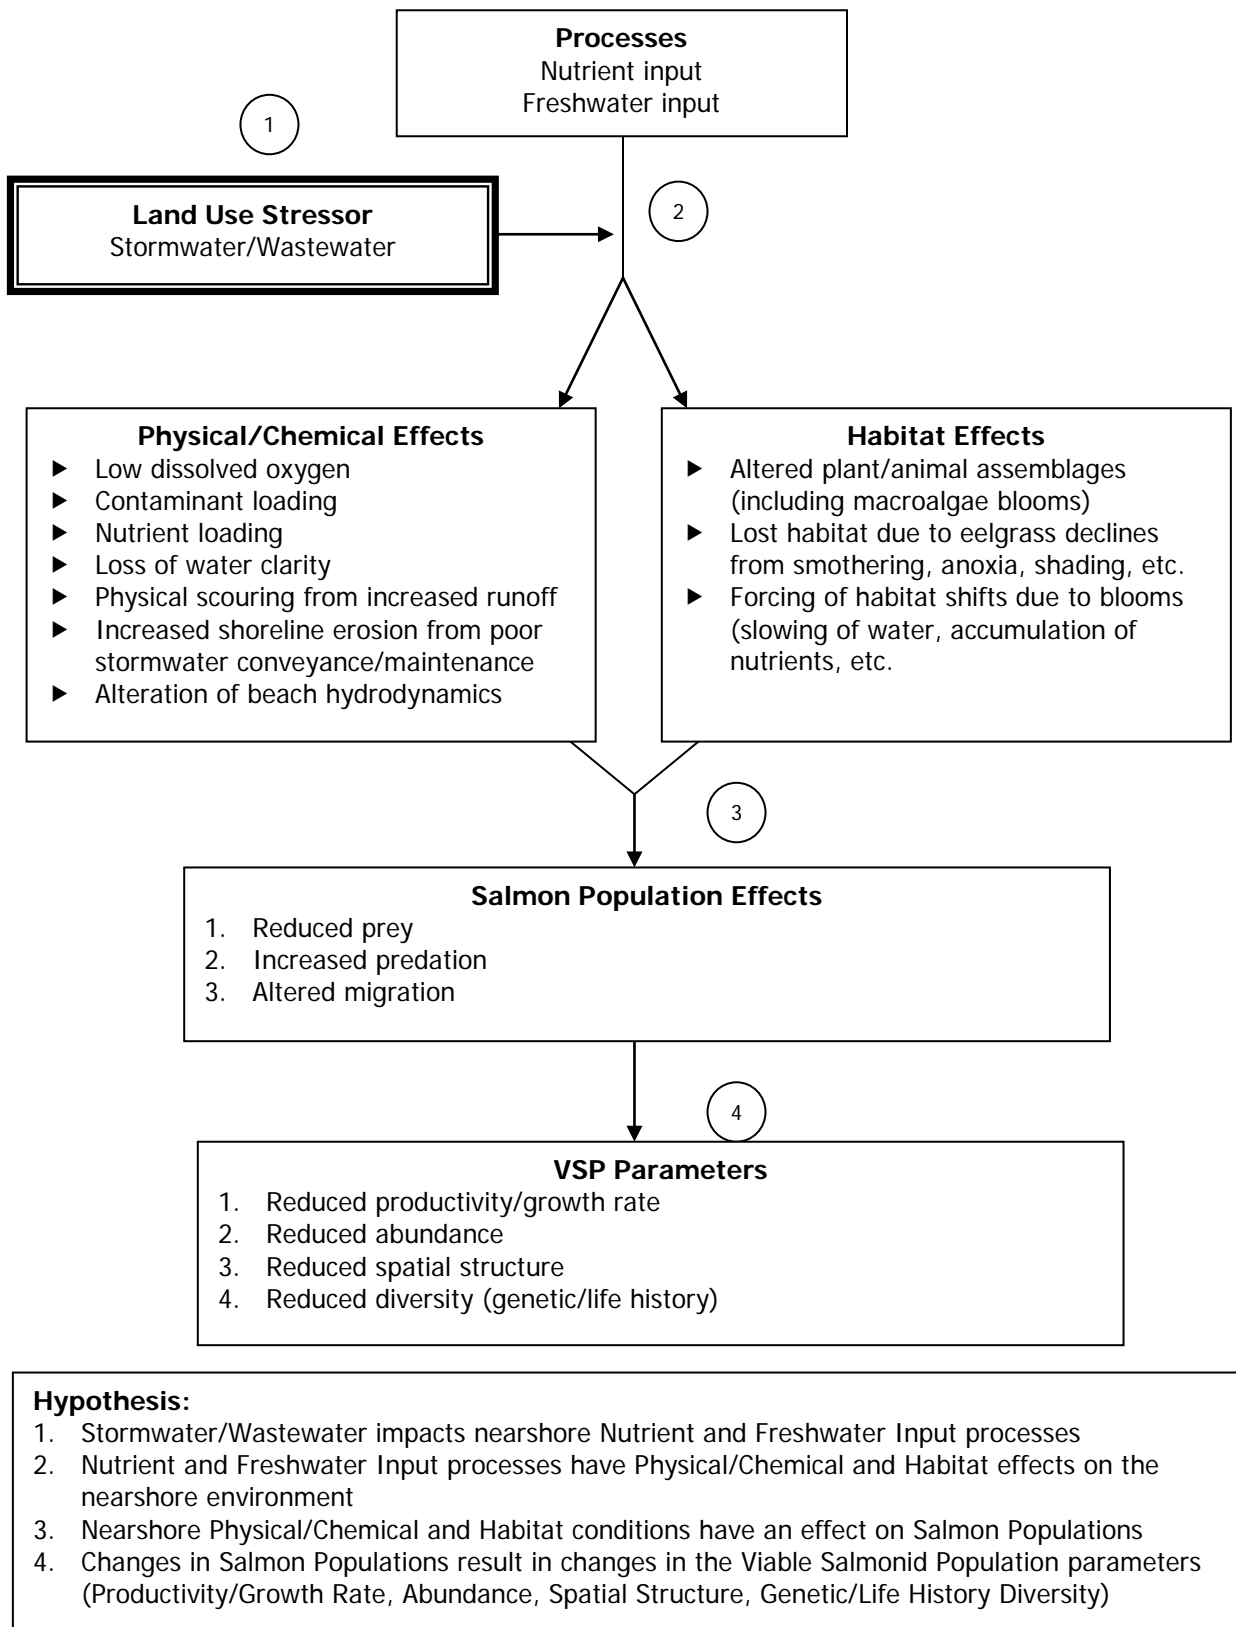 Processes
Nutrient input
Freshwater input
1
Land Use Stressor
Stormwater/Wastewater
2
Physical/Chemical Effects
► Low dissolved oxygen
► Contaminant loading
► Nutrient loading
► Loss of water clarity
► Physical scouring from increased runoff
► Increased shoreline erosion from poor
stormwater conveyance/maintenance
► Alteration of beach hydrodynamics
Habitat Effects
► Altered plant/animal assemblages
(including macroalgae blooms)
► Lost habitat due to eelgrass declines
from smothering, anoxia, shading, etc.
► Forcing of habitat shifts due to blooms
(slowing of water, accumulation of
nutrients, etc.
3
Salmon Population Effects
1. Reduced prey
2. Increased predation
3. Altered migration
4
VSP Parameters
1. Reduced productivity/growth rate
2. Reduced abundance
3. Reduced spatial structure
4. Reduced diversity (genetic/life history)
Hypothesis:
1. Stormwater/Wastewater impacts nearshore Nutrient and Freshwater Input processes
2. Nutrient and Freshwater Input processes have Physical/Chemical and Habitat effects on the
nearshore environment
3. Nearshore Physical/Chemical and Habitat conditions have an effect on Salmon Populations
4. Changes in Salmon Populations result in changes in the Viable Salmonid Population parameters
(Productivity/Growth Rate, Abundance, Spatial Structure, Genetic/Life History Diversity)